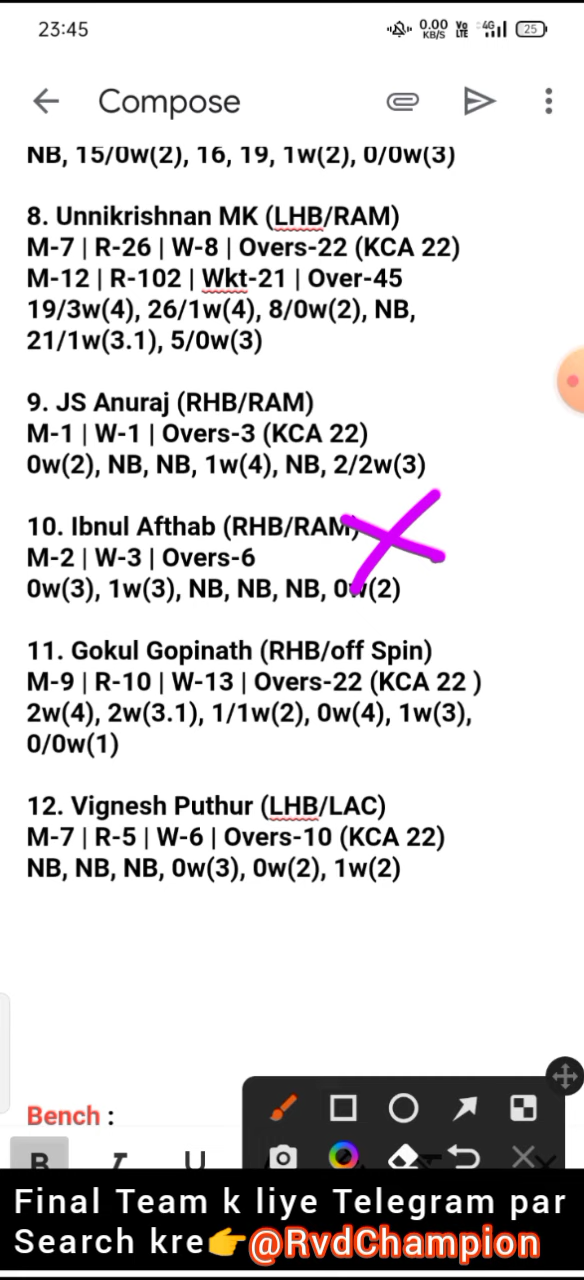 23:45
0.00 KB/S Vo LTE 4G 25
Compose
NB, 15/0w(2), 16, 19, 1w(2), 0/0w(3)
8. Unnikrishnan MK (LHB/RAM)
M-7 | R-26 | W-8 | Overs-22 (KCA 22)
M-12 | R-102 | Wkt-21 | Over-45
19/3w(4), 26/1w(4), 8/0w(2), NB,
21/1w(3.1), 5/0w(3)
9. JS Anuraj (RHB/RAM)
M-1 | W-1 | Overs-3 (KCA 22)
0w(2), NB, NB, 1w(4), NB, 2/2w(3)
10. Ibnul Afthab (RHB/RAM)
M-2 | W-3 | Overs-6
0w(3), 1w(3), NB, NB, NB, 0w(2)
11. Gokul Gopinath (RHB/off Spin)
M-9 | R-10 | W-13 | Overs-22 (KCA 22 )
2w(4), 2w(3.1), 1/1w(2), 0w(4), 1w(3),
0/0w(1)
12. Vignesh Puthur (LHB/LAC)
M-7 | R-5 | W-6 | Overs-10 (KCA 22)
NB, NB, NB, 0w(3), 0w(2), 1w(2)
Bench :
B I U
Final Team k liye Telegram par
Search kre👉@RvdChampion